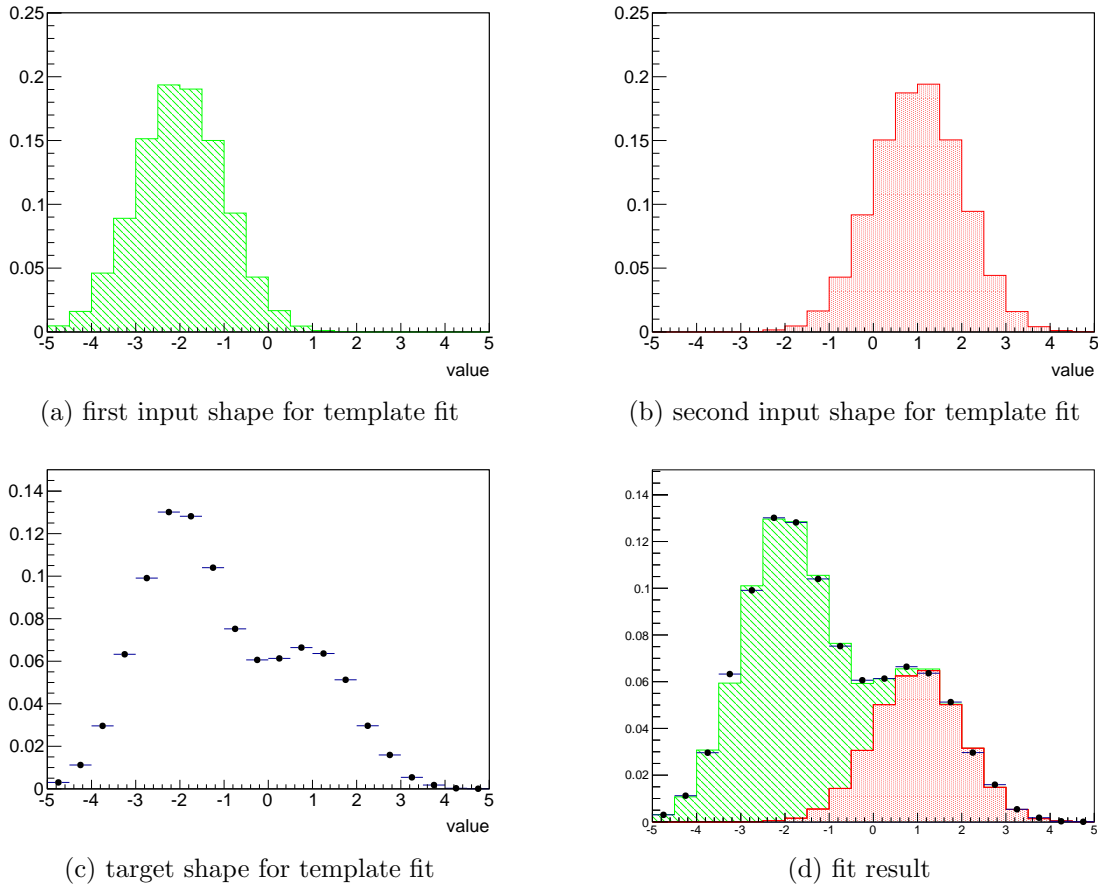 0.25
0.2
0.15
0.1
0.05
0
-5 -4 -3 -2 -1 0 1 2 3 4 5
value
(a) first input shape for template fit
0.25
0.2
0.15
0.1
0.05
0
-5 -4 -3 -2 -1 0 1 2 3 4 5
value
(b) second input shape for template fit
0.14
0.12
0.1
0.08
0.06
0.04
0.02
0
-5 -4 -3 -2 -1 0 1 2 3 4 5
value
(c) target shape for template fit
0.14
0.12
0.1
0.08
0.06
0.04
0.02
0
-5 -4 -3 -2 -1 0 1 2 3 4 5
(d) fit result